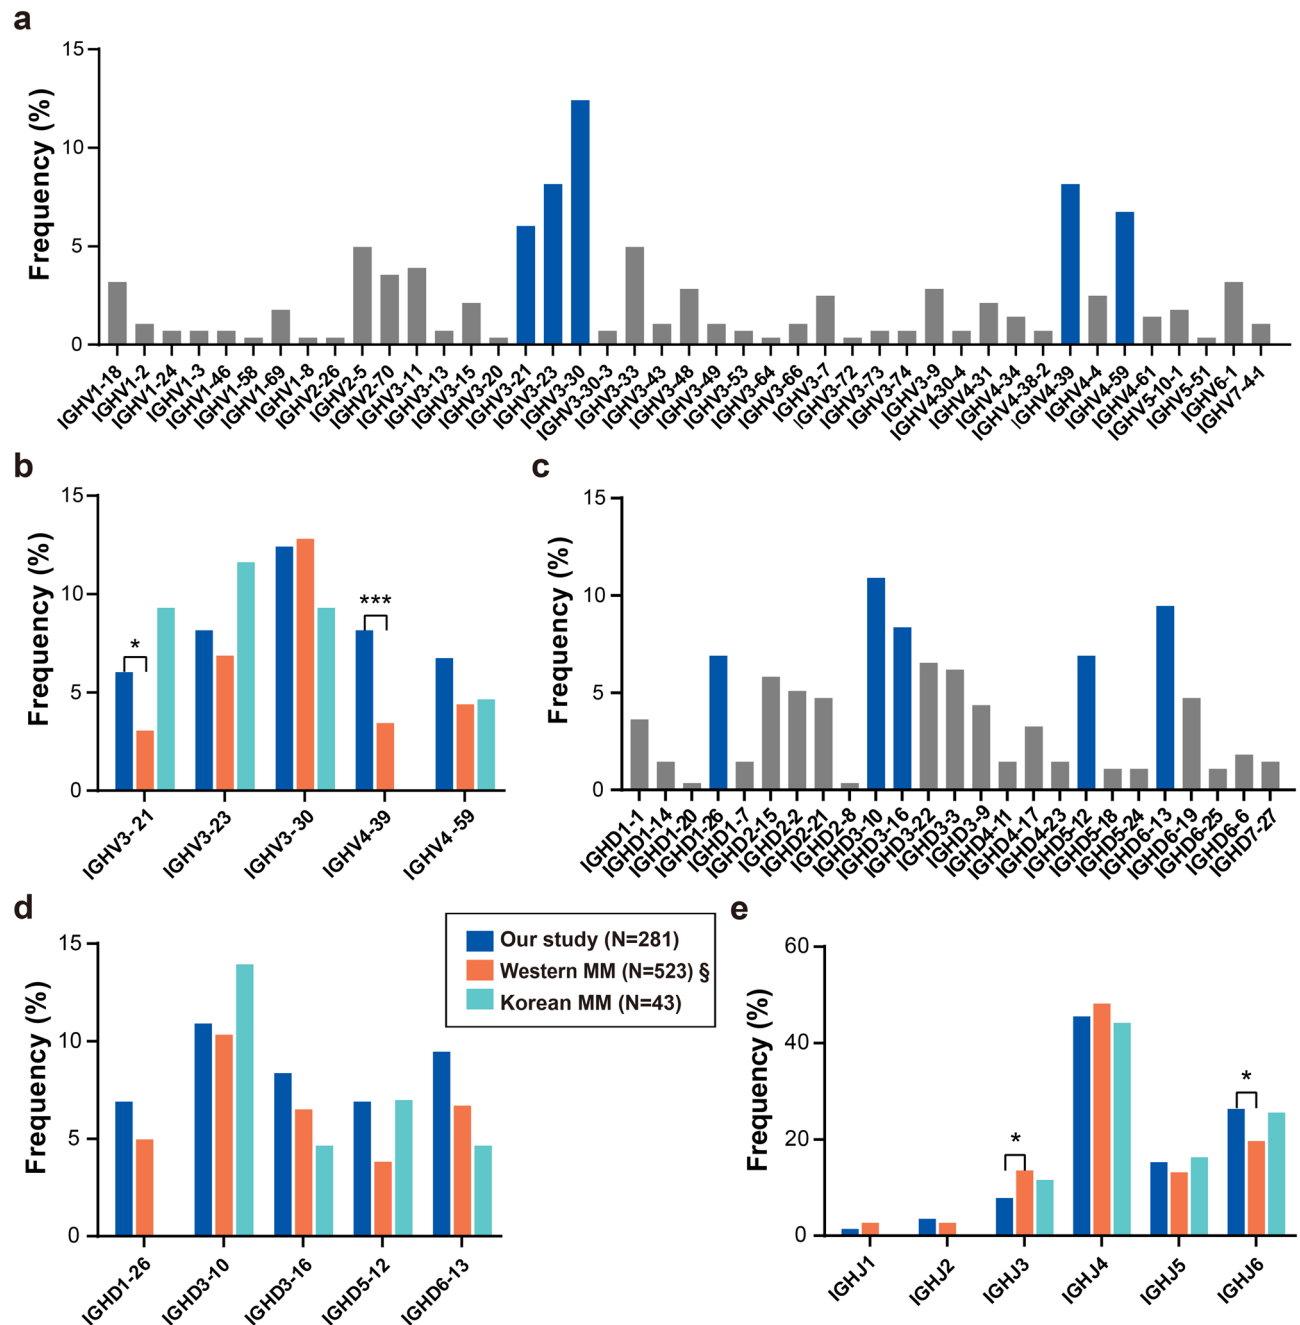 a
Frequency (%)
15
10
5
0
IGHV1-18
IGHV1-2
IGHV1-24
IGHV1-3
IGHV1-46
IGHV1-58
IGHV1-69
IGHV1-8
IGHV2-26
IGHV2-5
IGHV2-70
IGHV3-11
IGHV3-13
IGHV3-15
IGHV3-20
IGHV3-21
IGHV3-23
IGHV3-30
IGHV3-30-3
IGHV3-33
IGHV3-43
IGHV3-48
IGHV3-49
IGHV3-53
IGHV3-64
IGHV3-66
IGHV3-7
IGHV3-72
IGHV3-73
IGHV3-74
IGHV3-9
IGHV4-30-4
IGHV4-31
IGHV4-34
IGHV4-38-2
IGHV4-39
IGHV4-4
IGHV4-59
IGHV4-61
IGHV5-10-1
IGHV5-51
IGHV6-1
IGHV7-4-1
b
Frequency (%)
15
10
5
0
*
***
IGHV3- 21
IGHV3-23
IGHV3-30
IGHV4-39
IGHV4 -59
c
Frequency (%)
15
10
5
0
IGHD1-1
IGHD1-14
IGHD1-20
IGHD1-26
IGHD1-7
IGHD2-15
IGHD2-2
IGHD2-21
IGHD2-8
IGHD3-10
IGHD3-16
IGHD3-22
IGHD3-3
IGHD3-9
IGHD4-11
IGHD4-17
IGHD4-23
IGHD5-12
IGHD5-18
IGHD5-24
IGHD6-13
IGHD6-19
IGHD6-25
IGHD6-6
IGHD7-27
d
Frequency (%)
15
10
5
0
IGHD1-26
IGHD3-10
IGHD3-16
IGHD5-12
IGHD6-13
Our study (N=281)
Western MM (N=523) §
Korean MM (N=43)
e
Frequency (%)
60
40
20
0
*
*
IGHJ1
IGHJ2
IGHJ3
IGHJ4
IGHJ5
IGHJ6